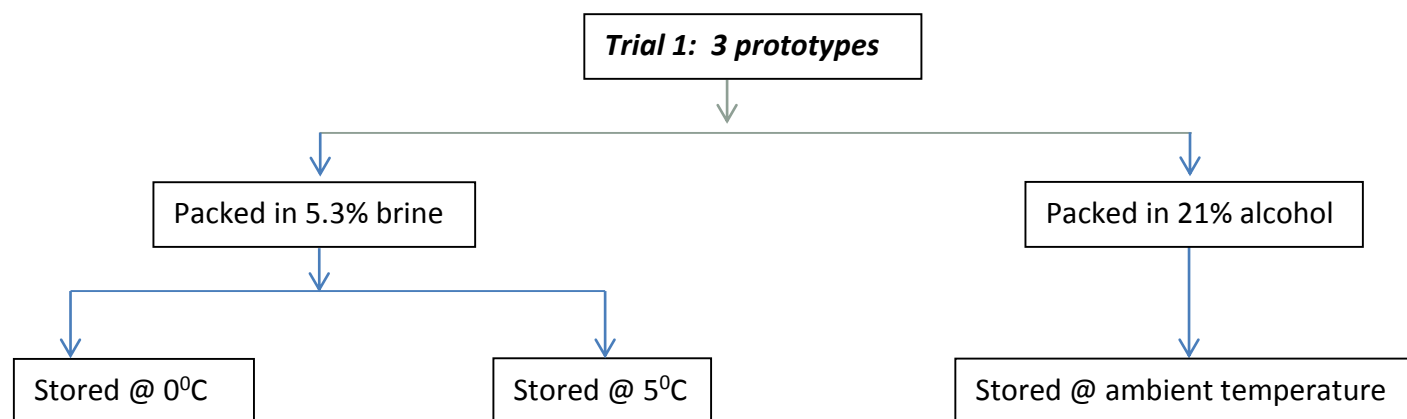 Trial 1:  3 prototypes
Packed in 5.3% brine
Packed in 21% alcohol
Stored @ 0⁰C
Stored @ 5⁰C
Stored @ ambient temperature